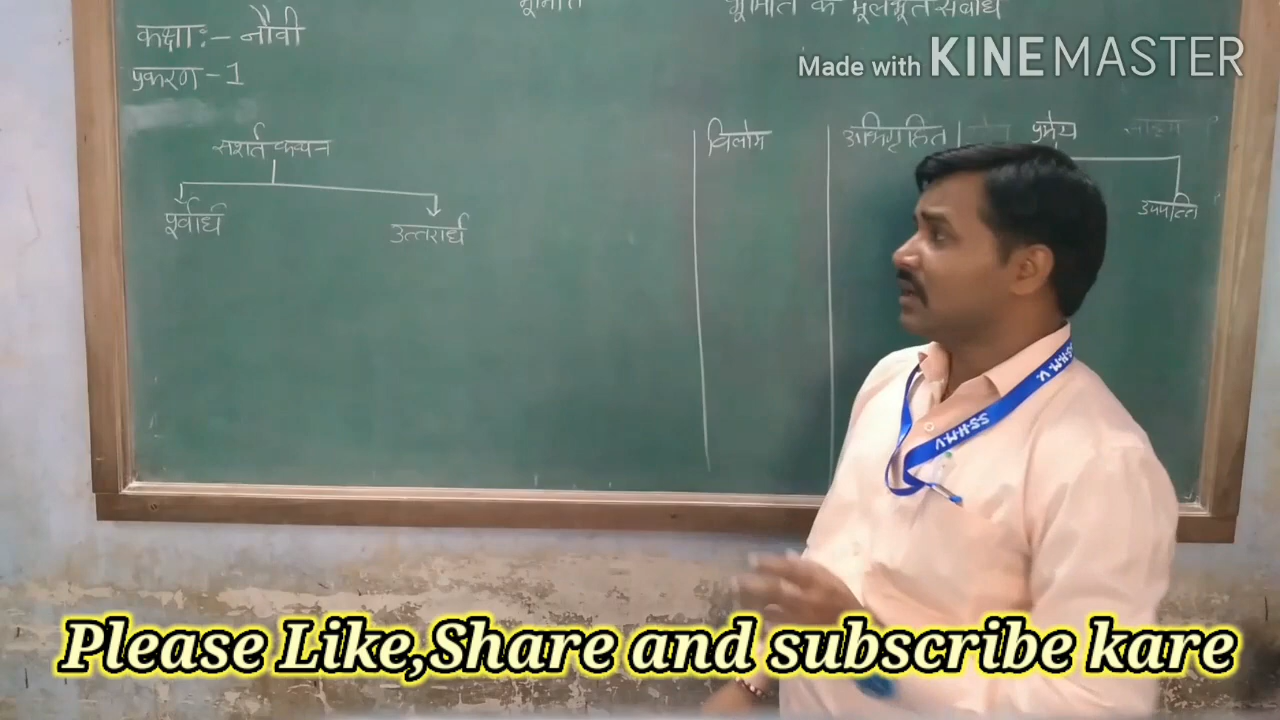 भूमिती भूमिति के मूलभूत संबोध
कक्षा:- नौवी
प्रकरण - 1
Made with KINEMASTER
सशर्त कथन
पूर्वार्ध
उत्तरार्ध
विलोम
अभिगृहित
प्रमेय
उपपत्ति
S.S.H.M.V
S.H.M. V.
Please Like,Share and subscribe kare